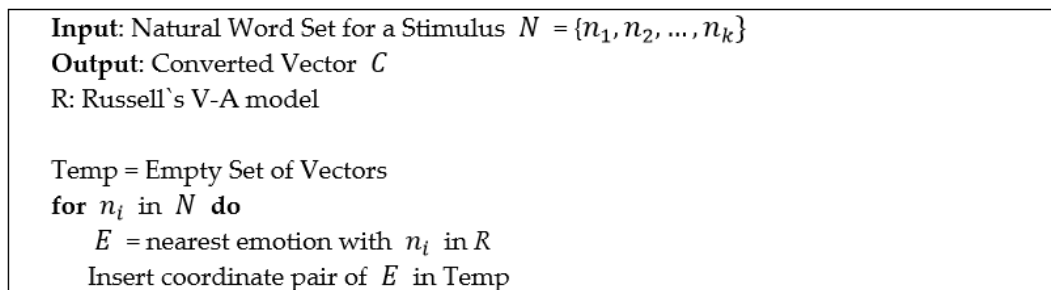 Input: Natural Word Set for a Stimulus N = {n₁, n₂, … , nₖ}
Output: Converted Vector C
R: Russell`s V-A model
Temp = Empty Set of Vectors
for nᵢ in N do
E = nearest emotion with nᵢ in R
Insert coordinate pair of E in Temp